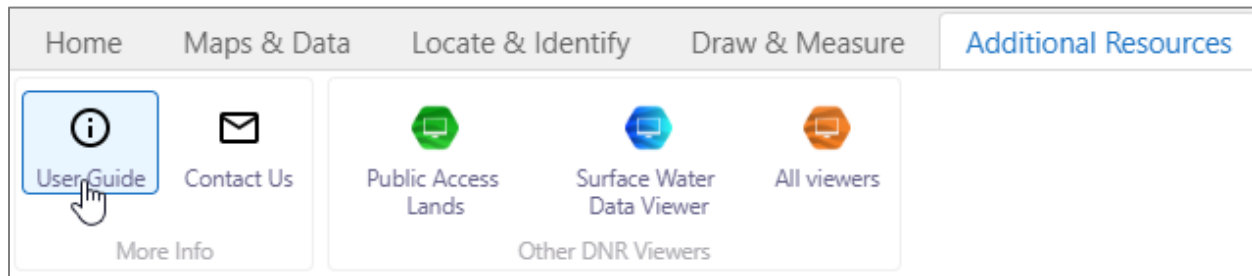 Home Maps & Data Locate & Identify Draw & Measure Additional Resources
User Guide Contact Us Public Access Lands Surface Water Data Viewer All viewers
More Info Other DNR Viewers